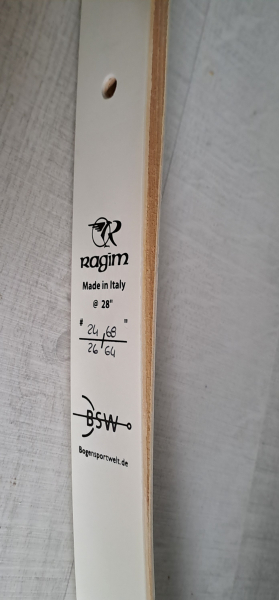 R
Ragim
Made in Italy
@ 28"
# 24/68 "
26/64
BSW
Bogensportwelt.de